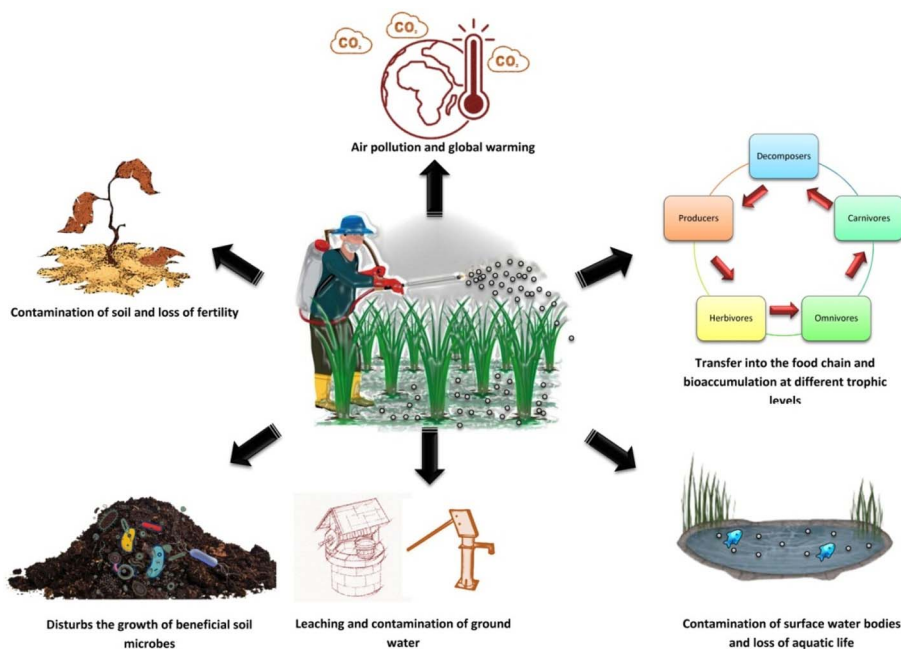 CO₂
CO₂
CO₂
Air pollution and global warming
Contamination of soil and loss of fertility
Decomposers
Producers
Carnivores
Herbivores
Omnivores
Transfer into the food chain and
bioaccumulation at different trophic
levels
Disturbs the growth of beneficial soil
microbes
Leaching and contamination of ground
water
Contamination of surface water bodies
and loss of aquatic life